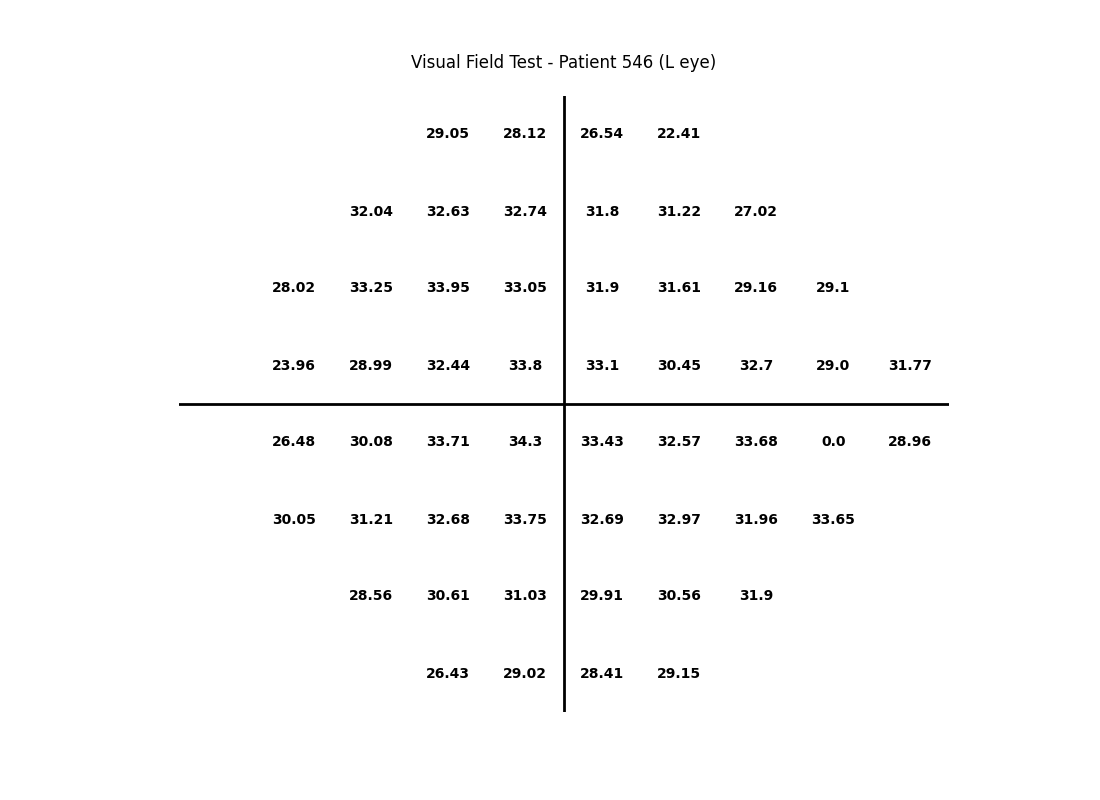 Visual Field Test - Patient 546 (L eye)
29.05 28.12 26.54 22.41
32.04 32.63 32.74 31.8 31.22 27.02
28.02 33.25 33.95 33.05 31.9 31.61 29.16 29.1
23.96 28.99 32.44 33.8 33.1 30.45 32.7 29.0 31.77
26.48 30.08 33.71 34.3 33.43 32.57 33.68 0.0 28.96
30.05 31.21 32.68 33.75 32.69 32.97 31.96 33.65
28.56 30.61 31.03 29.91 30.56 31.9
26.43 29.02 28.41 29.15